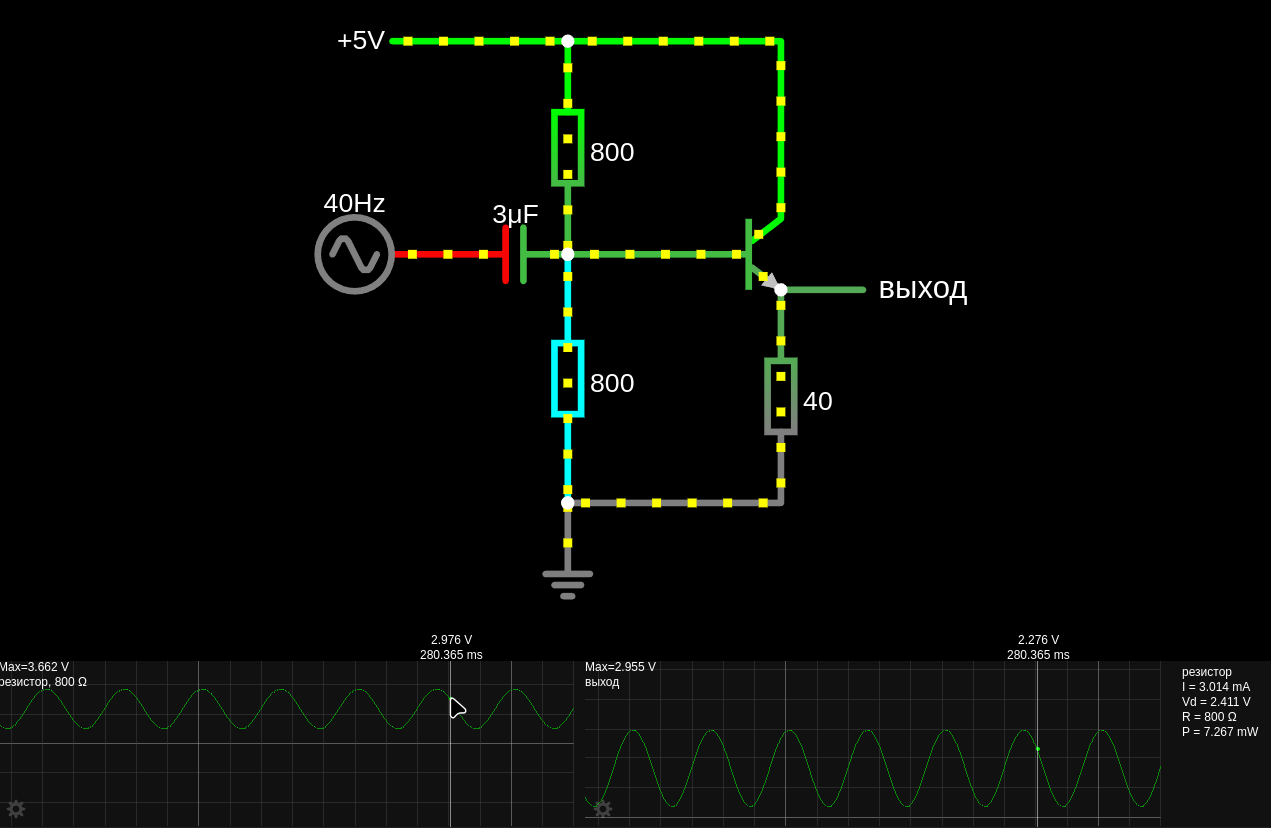 +5V
800
40Hz
3μF
выход
800
40
2.976 V
280.365 ms
2.276 V
280.365 ms
Max=3.662 V
резистор, 800 Ω
Max=2.955 V
выход
резистор
I = 3.014 mA
Vd = 2.411 V
R = 800 Ω
P = 7.267 mW